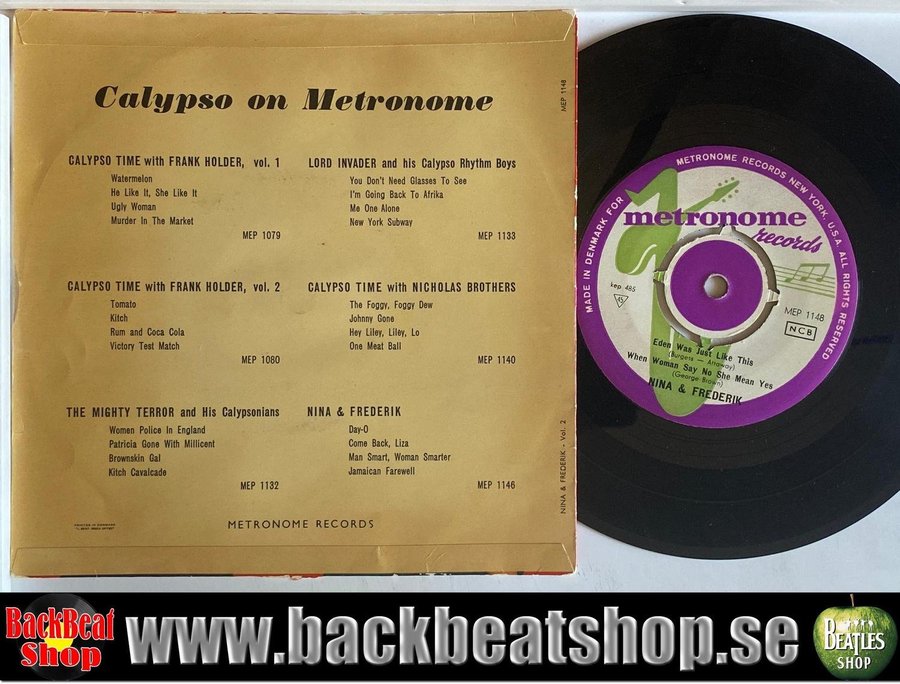 Calypso on Metronome
MEP 1148
CALYPSO TIME with FRANK HOLDER, vol. 1
Watermelon
He Like It, She Like It
Ugly Woman
Murder In The Market
MEP 1079
LORD INVADER and his Calypso Rhythm Boys
You Don't Need Glasses To See
I'm Going Back To Afrika
Me One Alone
New York Subway
MEP 1133
CALYPSO TIME with FRANK HOLDER, vol. 2
Tomato
Kitch
Rum and Coca Cola
Victory Test Match
MEP 1080
CALYPSO TIME with NICHOLAS BROTHERS
The Foggy, Foggy Dew
Johnny Gone
Hey Liley, Liley, Lo
One Meat Ball
MEP 1140
THE MIGHTY TERROR and His Calypsonians
Women Police In England
Patricia Gone With Millicent
Brownskin Gal
Kitch Cavalcade
MEP 1132
NINA & FREDERIK
Day-O
Come Back, Liza
Man Smart, Woman Smarter
Jamaican Farewell
MEP 1146
NINA & FREDERIK - Vol. 2
PRINTED IN DENMARK
METRONOME RECORDS
MADE IN DENMARK FOR METRONOME RECORDS NEW YORK, U.S.A. ALL RIGHTS RESERVED
metronome
records
kep 485
45
MEP 1148
NCB
Eden Was Just Like This
(Burgess - Attaway)
When Woman Say No She Mean Yes
(George Brown)
NINA & FREDERIK
BackBeat
Shop
www.backbeatshop.se
BEATLES
SHOP